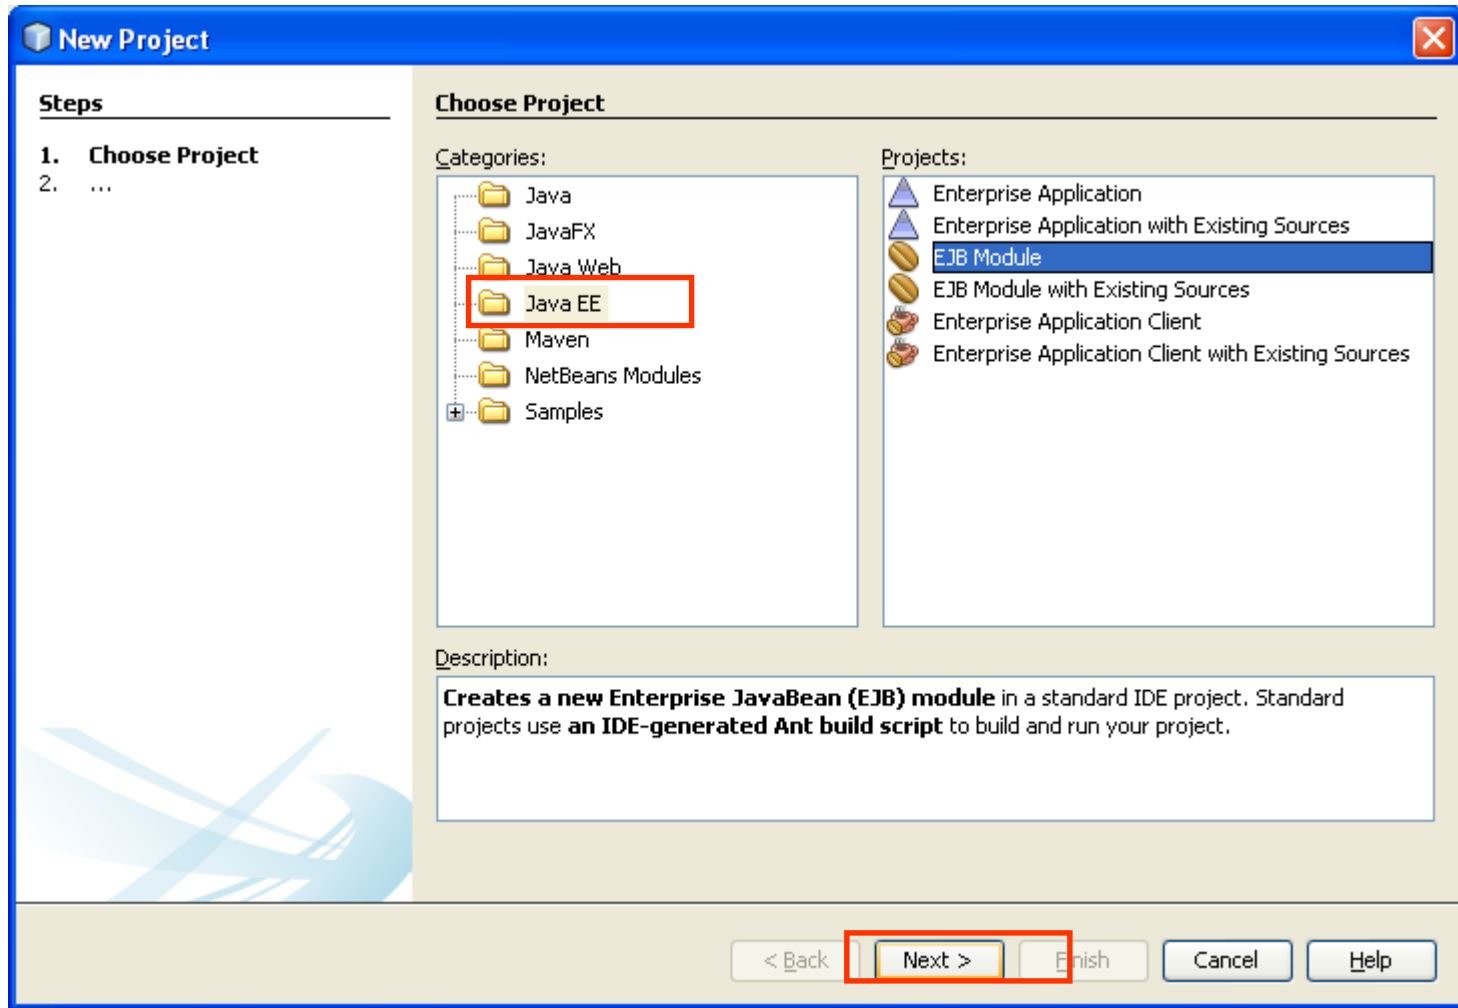 New Project
Steps
1. Choose Project
2. ...
Choose Project
Categories:
Java
JavaFX
Java Web
Java EE
Maven
NetBeans Modules
Samples
Projects:
Enterprise Application
Enterprise Application with Existing Sources
EJB Module
EJB Module with Existing Sources
Enterprise Application Client
Enterprise Application Client with Existing Sources
Description:
Creates a new Enterprise JavaBean (EJB) module in a standard IDE project. Standard
projects use an IDE-generated Ant build script to build and run your project.
< Back
Next >
Finish
Cancel
Help